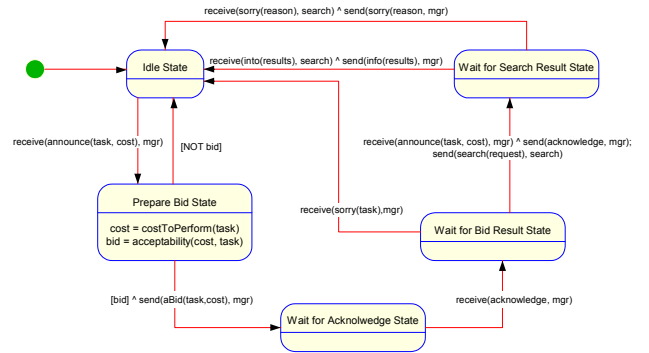 receive(sorry(reason), search) ^ send(sorry(reason, mgr)
Idle State
receive(into(results), search) ^ send(info(results), mgr)
Wait for Search Result State
receive(announce(task, cost), mgr)
[NOT bid]
receive(announce(task, cost), mgr) ^ send(acknowledge, mgr);
send(search(request), search)
Prepare Bid State
cost = costToPerform(task)
bid = acceptability(cost, task)
receive(sorry(task),mgr)
Wait for Bid Result State
[bid] ^ send(aBid(task,cost), mgr)
receive(acknowledge, mgr)
Wait for Acknolwedge State